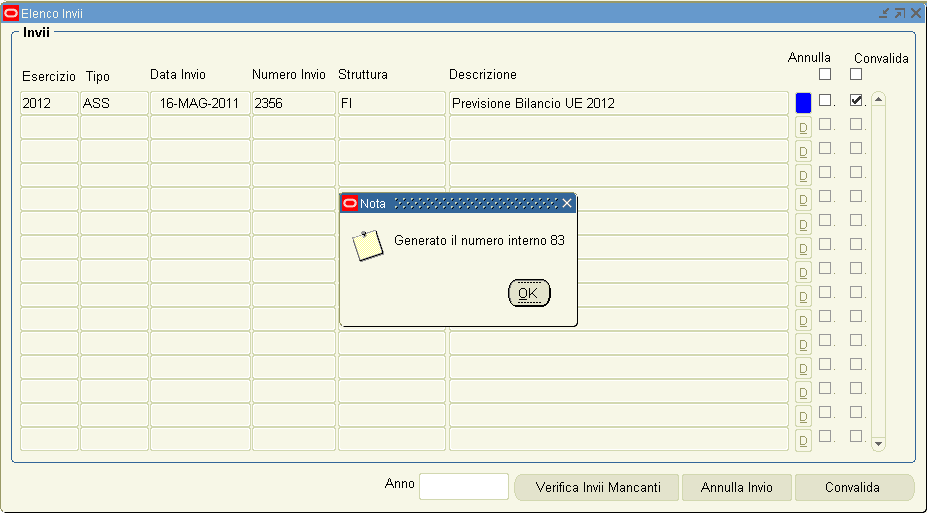 Elenco Invii
Invii
Annulla Convalida
Esercizio Tipo Data Invio Numero Invio Struttura Descrizione
2012 ASS 16-MAG-2011 2356 FI Previsione Bilancio UE 2012
D
D
D
D
Nota
D
Generato il numero interno 83
D
D
OK
D
D
D
D
D
D
D
Anno Verifica Invii Mancanti Annulla Invio Convalida